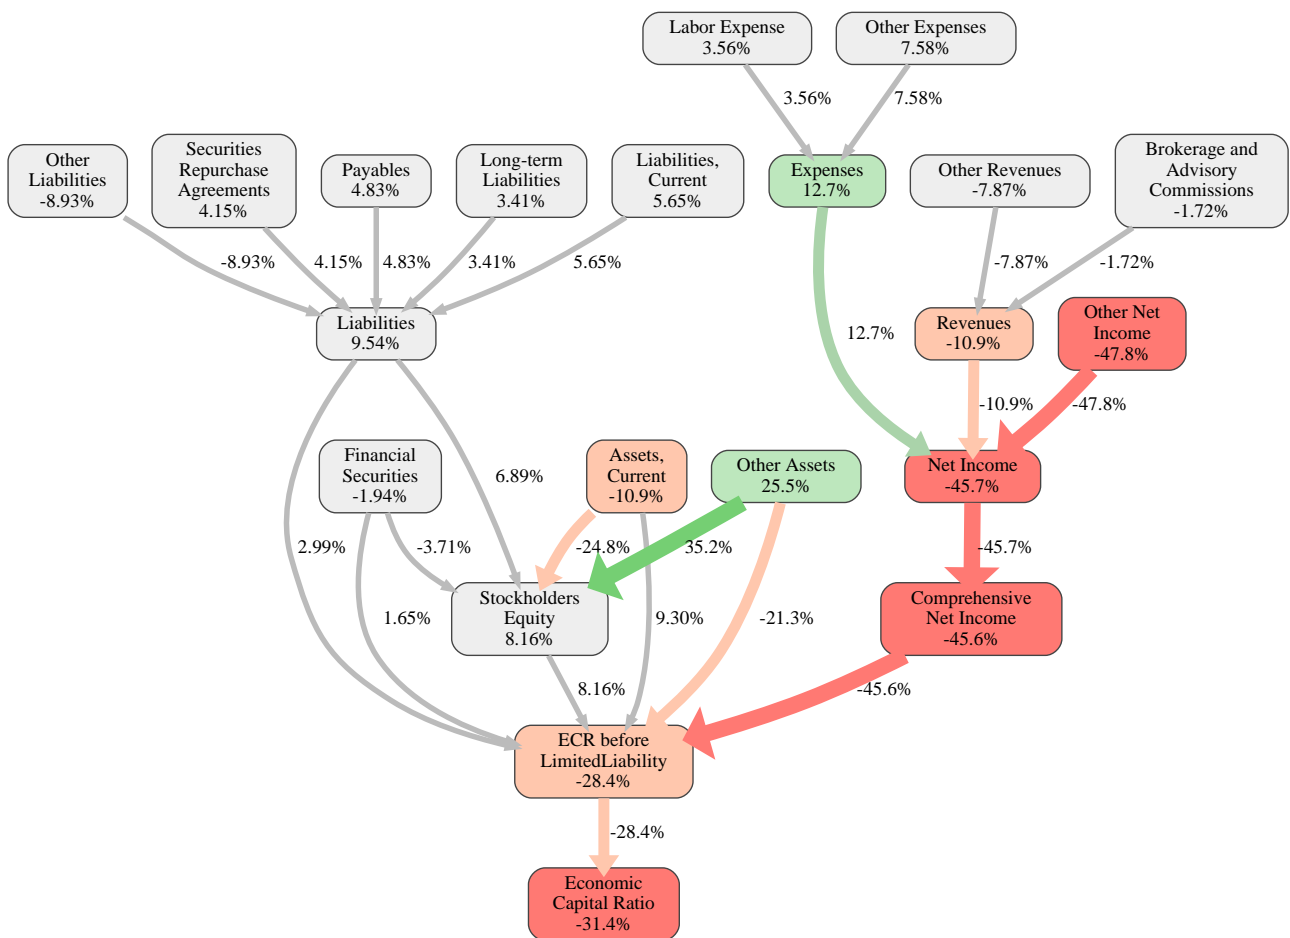 Labor Expense
3.56%
Other Expenses
7.58%
3.56%
7.58%
Other
Liabilities
-8.93%
Securities
Repurchase
Agreements
4.15%
Payables
4.83%
Long-term
Liabilities
3.41%
Liabilities,
Current
5.65%
Expenses
12.7%
Other Revenues
-7.87%
Brokerage and
Advisory
Commissions
-1.72%
-8.93%
4.15%
4.83%
3.41%
5.65%
-7.87%
-1.72%
Liabilities
9.54%
12.7%
Revenues
-10.9%
Other Net
Income
-47.8%
-10.9%
-47.8%
Financial
Securities
-1.94%
6.89%
Assets,
Current
-10.9%
Other Assets
25.5%
Net Income
-45.7%
2.99%
-3.71%
-24.8%
35.2%
-45.7%
Stockholders
Equity
8.16%
1.65%
9.30%
-21.3%
Comprehensive
Net Income
-45.6%
8.16%
-45.6%
ECR before
LimitedLiability
-28.4%
-28.4%
Economic
Capital Ratio
-31.4%